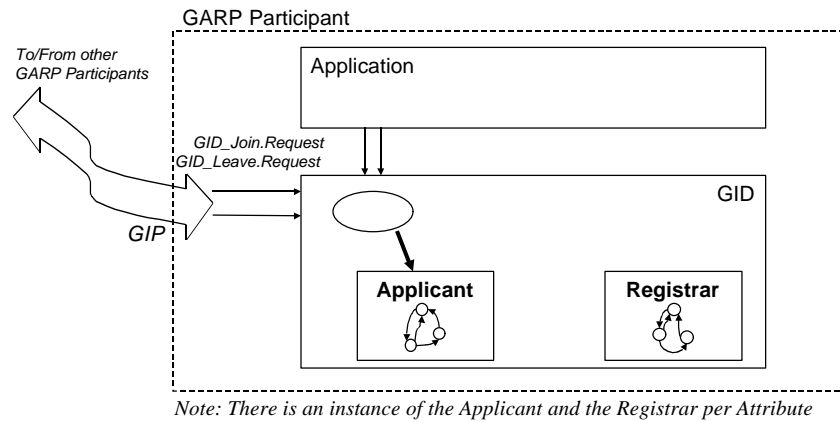 GARP Participant
To/From other
GARP Participants
Application
GID_Join.Request
GID_Leave.Request
GID
GIP
Applicant
Registrar
Note: There is an instance of the Applicant and the Registrar per Attribute